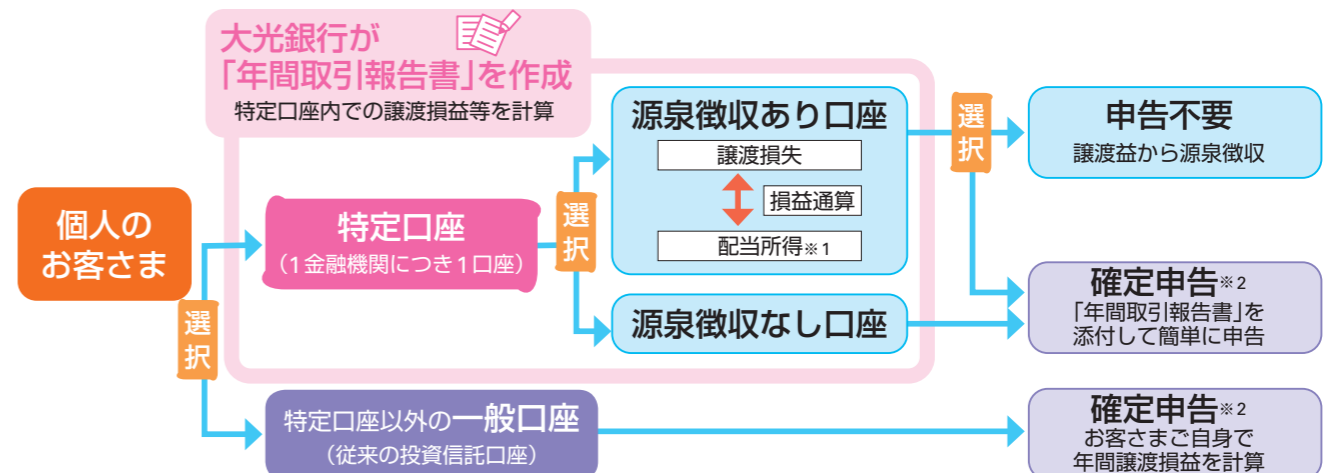 大光銀行が
「年間取引報告書」を作成
特定口座内での譲渡損益等を計算
個人の
お客さま
選択
特定口座
（1金融機関につき1口座）
選択
源泉徴収あり口座
譲渡損失
損益通算
配当所得※1
源泉徴収なし口座
選択
申告不要
譲渡益から源泉徴収
確定申告※2
「年間取引報告書」を
添付して簡単に申告
特定口座以外の一般口座
（従来の投資信託口座）
確定申告※2
お客さまご自身で
年間譲渡損益を計算